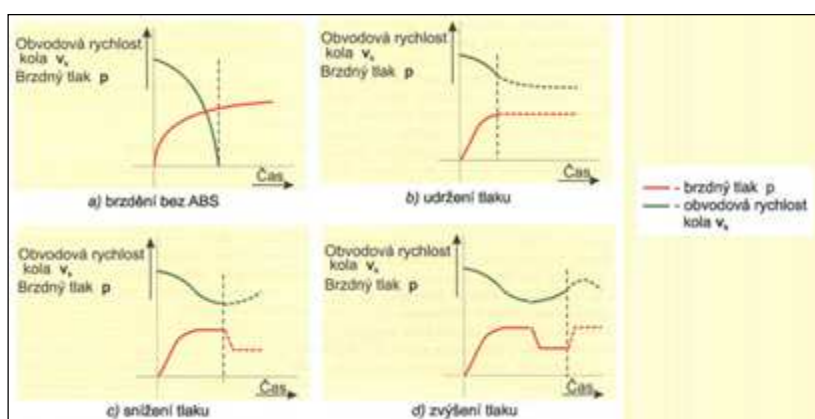 Obvodová rychlost
kola vₖ
Brzdný tlak p
Čas
a) brzdění bez ABS
Obvodová rychlost
kola vₖ
Brzdný tlak p
Čas
b) udržení tlaku
brzdný tlak p
obvodová rychlost
kola vₖ
Obvodová rychlost
kola vₖ
Brzdný tlak p
Čas
c) snížení tlaku
Obvodová rychlost
kola vₖ
Brzdný tlak p
Čas
d) zvýšení tlaku